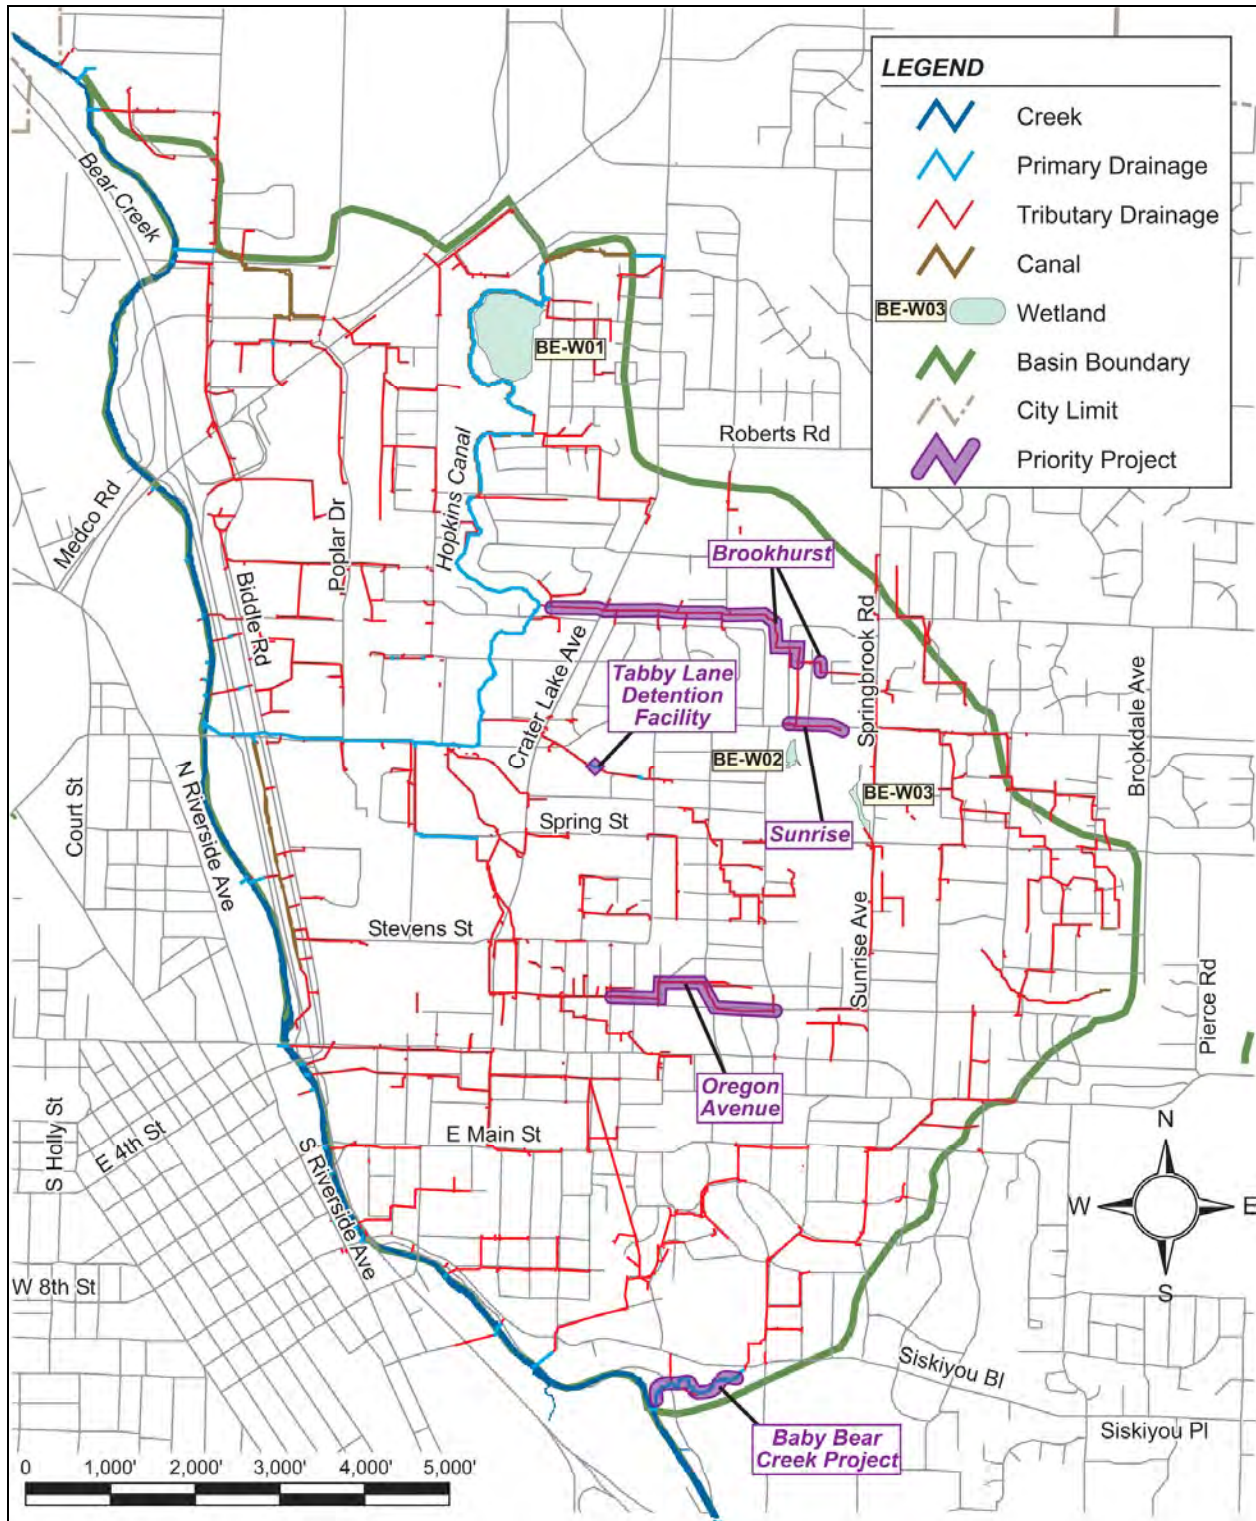 LEGEND
Creek
Primary Drainage
Tributary Drainage
Canal
BE-W03
Wetland
Basin Boundary
City Limit
Priority Project
Bear Creek
BE-W01
Roberts Rd
Hopkins Canal
Medco Rd
Poplar Dr
Biddle Rd
Brookhurst
Springbrook Rd
Tabby Lane
Detention
Facility
Crater Lake Ave
Brookdale Ave
BE-W02
BE-W03
N Riverside Ave
Court St
Spring St
Sunrise
Stevens St
Sunrise Ave
Pierce Rd
Oregon
Avenue
S Holly St
E 4th St
E Main St
S Riverside Ave
N
W
E
S
W 8th St
Siskiyou Bl
Siskiyou Pl
Baby Bear
Creek Project
0 1,000' 2,000' 3,000' 4,000' 5,000'